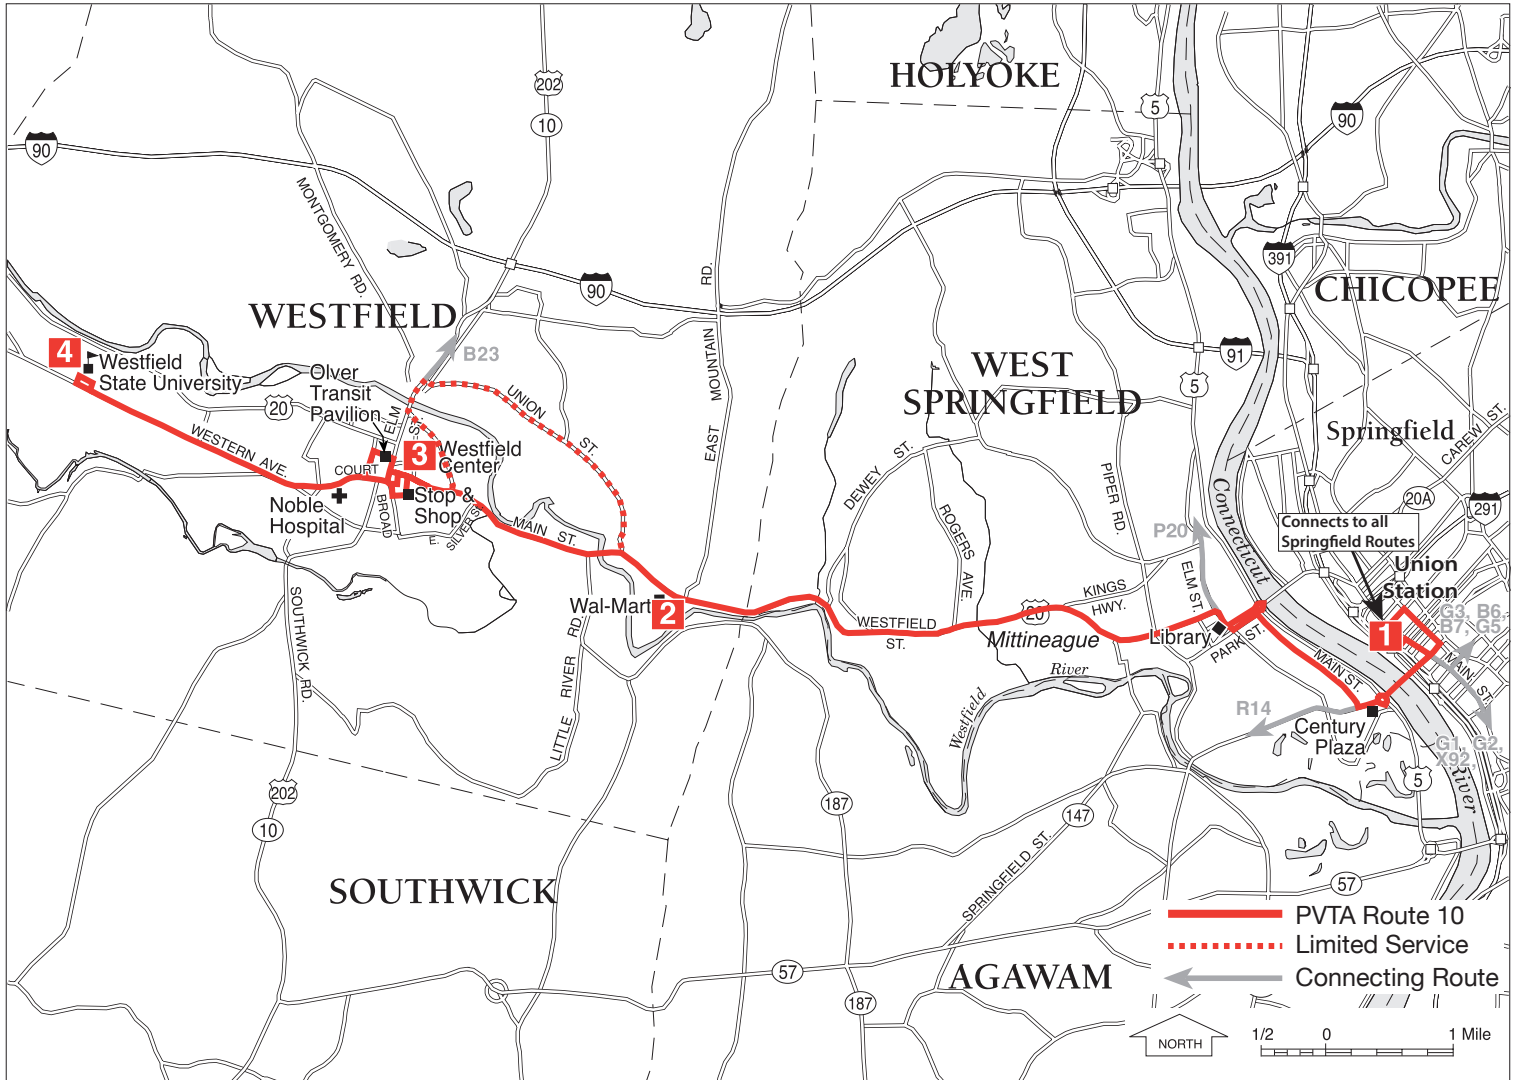 HOLYOKE
202
10
5
90
90
MONTGOMERY RD.
391
90
RD.
CHICOPEE
WESTFIELD
EAST MOUNTAIN
4
Westfield
State University
B23
WEST
SPRINGFIELD
91
5
Olver
Transit
Pavilion
20
UNION ST.
ELM ST.
WESTERN AVE.
COURT
3
Westfield
Center
Springfield
CAREW ST.
DEWEY ST.
PIPER RD.
20A
291
Noble
Hospital
Stop &
Shop
BROAD
E. SILVER ST.
MAIN ST.
ROGERS AVE.
P20
Connecticut
Connects to all
Springfield Routes
Union
Station
KINGS
HWY.
ELM ST.
SOUTHWICK RD.
Wal-Mart
2
20
WESTFIELD
ST.
Mittineague
Library
PARK ST.
1
G3, B6,
B7, G5
MAIN ST.
MAIN ST.
LITTLE RIVER RD.
Westfield
River
R14
Century
Plaza
G1, G2,
X92,
River
5
202
10
187
147
SPRINGFIELD ST.
57
SOUTHWICK
57
187
AGAWAM
PVTA Route 10
Limited Service
Connecting Route
NORTH
1/2 0 1 Mile